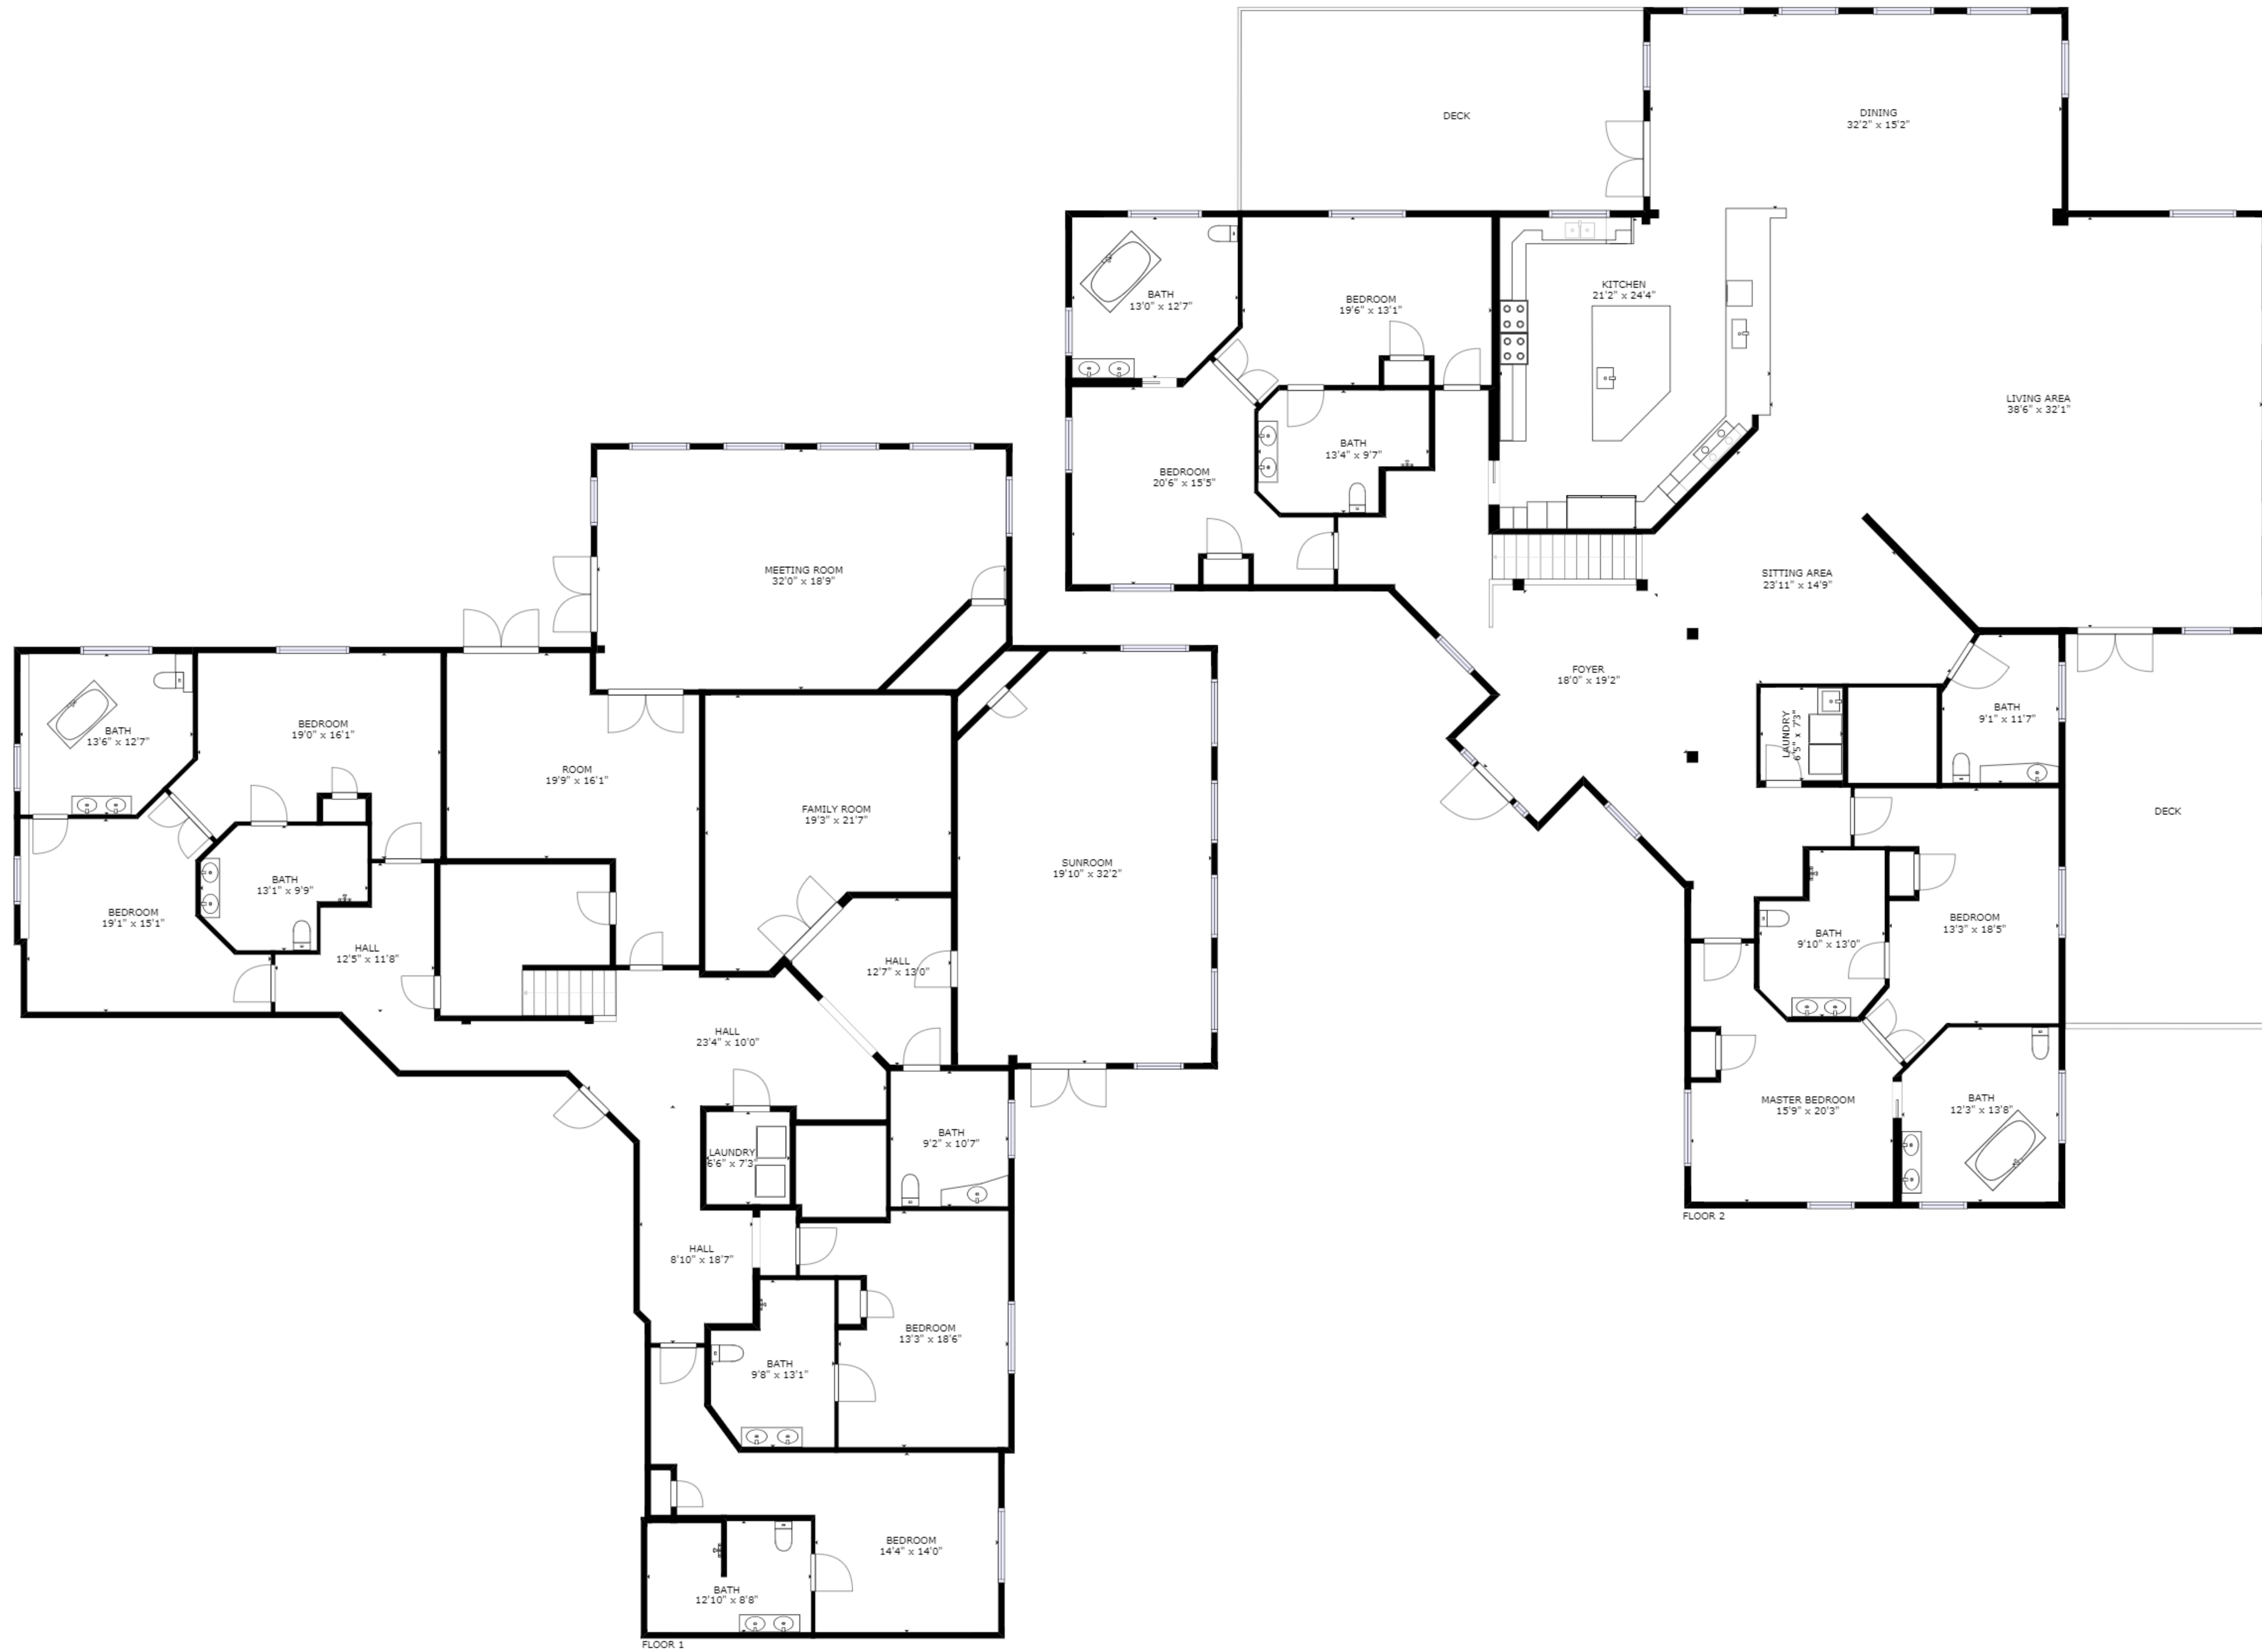 DECK
DINING
32'2" x 15'2"
BATH
13'0" x 12'7"
BEDROOM
19'6" x 13'1"
KITCHEN
21'2" x 24'4"
LIVING AREA
38'6" x 32'1"
BATH
13'4" x 9'7"
BEDROOM
20'6" x 15'5"
SITTING AREA
23'11" x 14'9"
FOYER
18'0" x 19'2"
LAUNDRY
6'5" x 7'3"
BATH
9'1" x 11'7"
DECK
BEDROOM
13'3" x 18'5"
BATH
9'10" x 13'0"
MASTER BEDROOM
15'9" x 20'3"
BATH
12'3" x 13'8"
FLOOR 2
MEETING ROOM
32'0" x 18'9"
BATH
13'6" x 12'7"
BEDROOM
19'0" x 16'1"
ROOM
19'9" x 16'1"
FAMILY ROOM
19'3" x 21'7"
SUNROOM
19'10" x 32'2"
BATH
13'1" x 9'9"
BEDROOM
19'1" x 15'1"
HALL
12'5" x 11'8"
HALL
12'7" x 13'0"
HALL
23'4" x 10'0"
LAUNDRY
6'6" x 7'3"
BATH
9'2" x 10'7"
HALL
8'10" x 18'7"
BEDROOM
13'3" x 18'6"
BATH
9'8" x 13'1"
BEDROOM
14'4" x 14'0"
BATH
12'10" x 8'8"
FLOOR 1